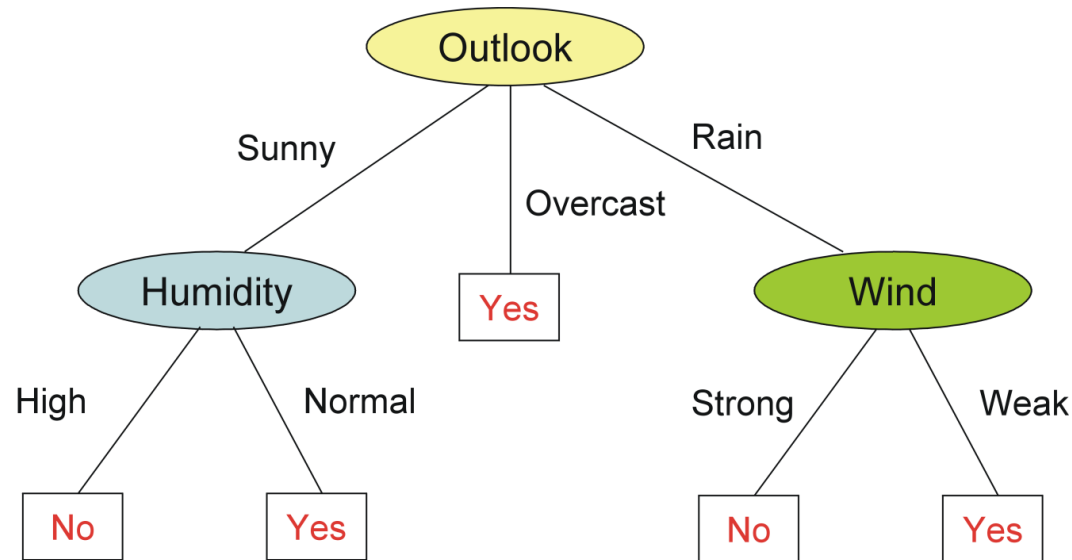 Outlook
Sunny
Rain
Overcast
Humidity
Yes
Wind
High
Normal
Strong
Weak
No
Yes
No
Yes